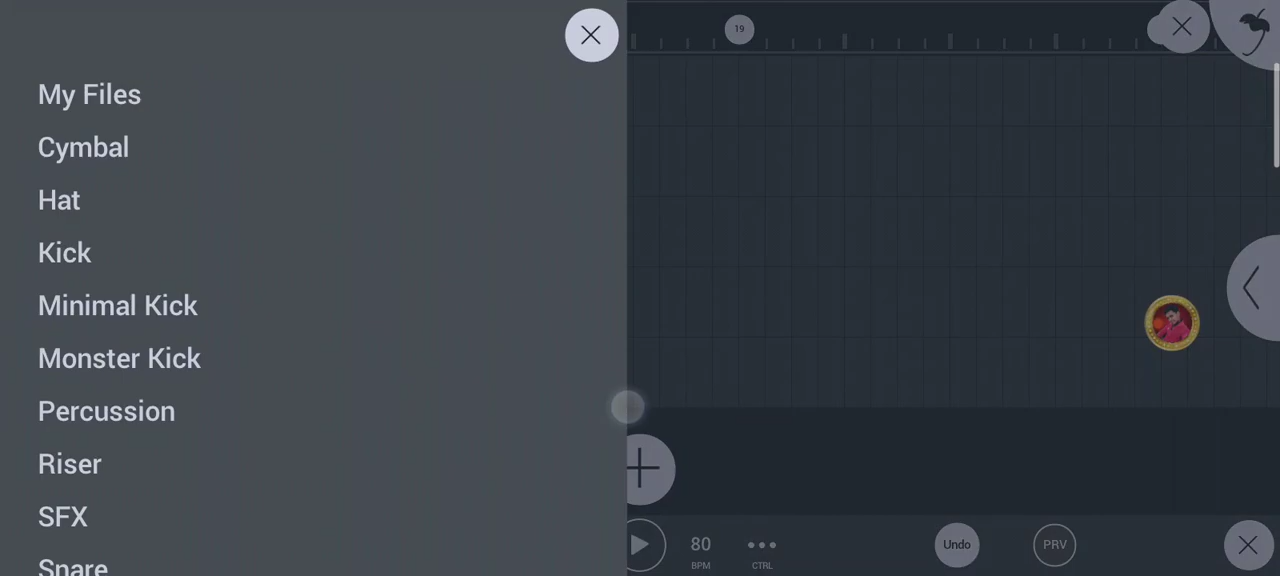 My Files
Cymbal
Hat
Kick
Minimal Kick
Monster Kick
Percussion
Riser
SFX
Snare
19
80
BPM
CTRL
Undo
PRV